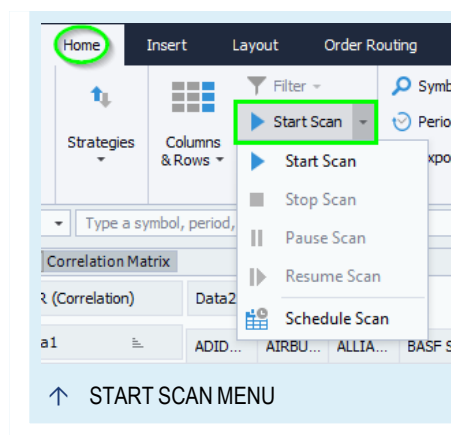 Home Insert Layout Order Routing
Filter
Start Scan
Strategies
Columns
& Rows
Start Scan
Stop Scan
Pause Scan
Resume Scan
Schedule Scan
Type a symbol, period,
Correlation Matrix
(Correlation) Data2
ADID... AIRBU... ALLIA... BASF S
↑ START SCAN MENU